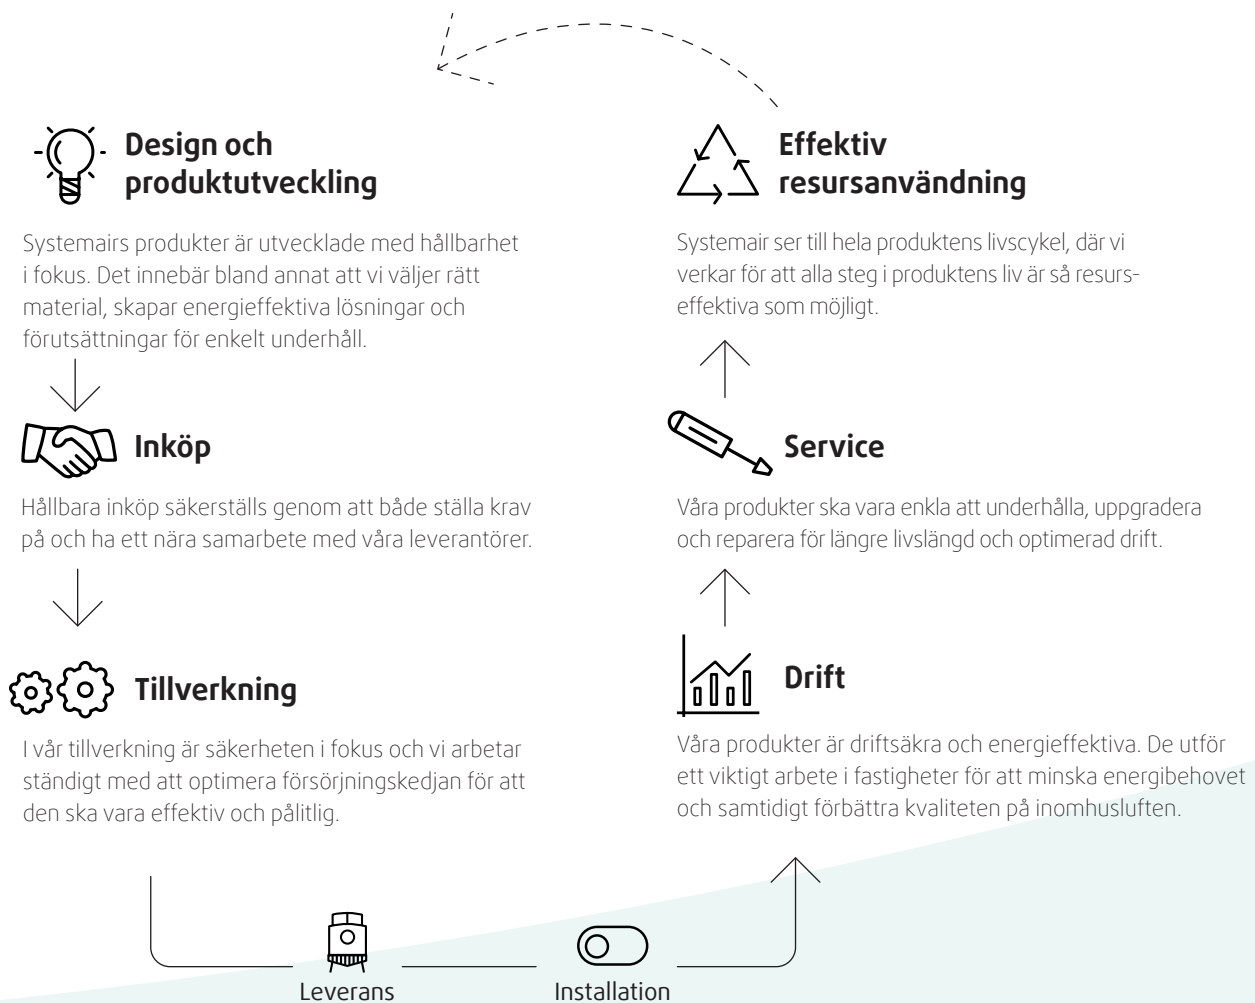 Design och
produktutveckling
Systemairs produkter är utvecklade med hållbarhet
i fokus. Det innebär bland annat att vi väljer rätt
material, skapar energieffektiva lösningar och
förutsättningar för enkelt underhåll.
Inköp
Hållbara inköp säkerställs genom att både ställa krav
på och ha ett nära samarbete med våra leverantörer.
Tillverkning
I vår tillverkning är säkerheten i fokus och vi arbetar
ständigt med att optimera försörjningskedjan för att
den ska vara effektiv och pålitlig.
Leverans
Installation
Drift
Våra produkter är driftsäkra och energieffektiva. De utför
ett viktigt arbete i fastigheter för att minska energibehovet
och samtidigt förbättra kvaliteten på inomhusluften.
Service
Våra produkter ska vara enkla att underhålla, uppgradera
och reparera för längre livslängd och optimerad drift.
Effektiv
resursanvändning
Systemair ser till hela produktens livscykel, där vi
verkar för att alla steg i produktens liv är så resurs-
effektiva som möjligt.